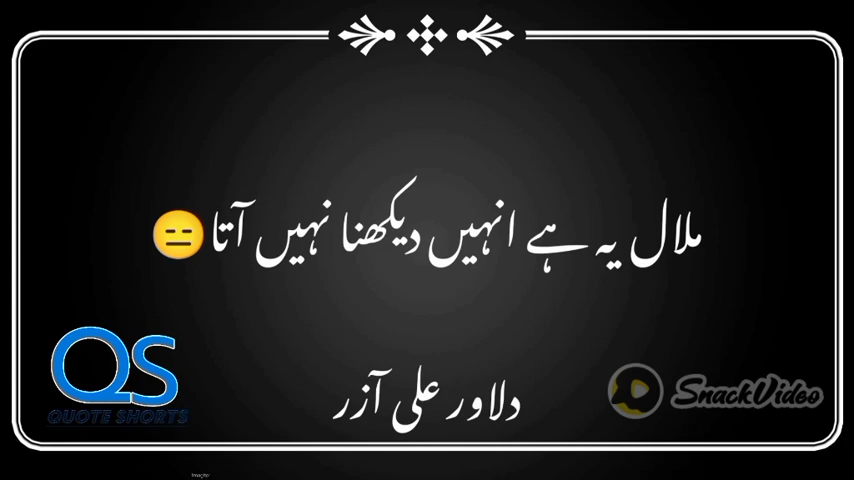 ملال یہ ہے انہیں دیکھنا نہیں آتا😑
دلاور علی آزر
QS
QUOTE SHORTS
SnackVideo